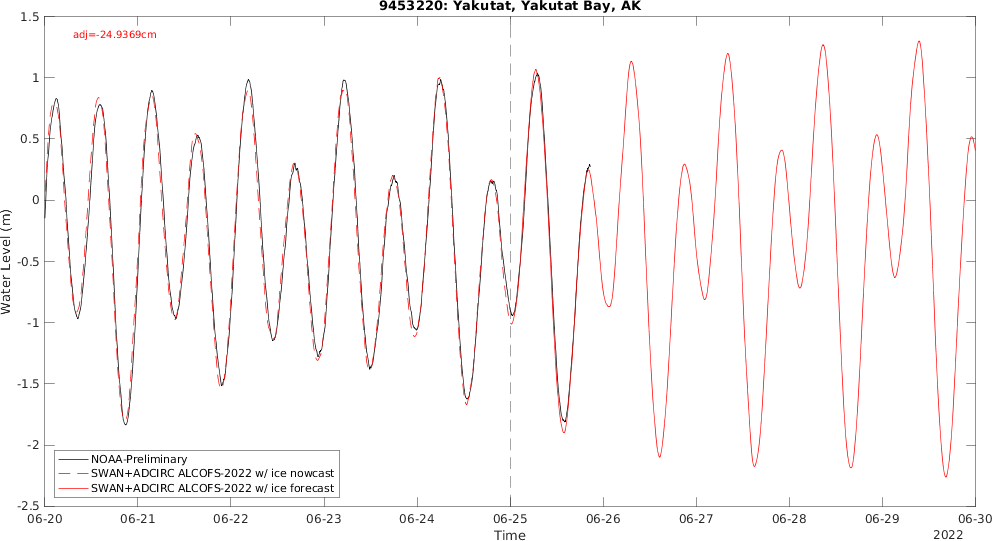 9453220: Yakutat, Yakutat Bay, AK
adj=-24.9369cm
1.5
1
0.5
0
-0.5
-1
-1.5
-2
-2.5
Water Level (m)
NOAA-Preliminary
SWAN+ADCIRC ALCOFS-2022 w/ ice nowcast
SWAN+ADCIRC ALCOFS-2022 w/ ice forecast
06-20 06-21 06-22 06-23 06-24 06-25 06-26 06-27 06-28 06-29 06-30
Time
2022